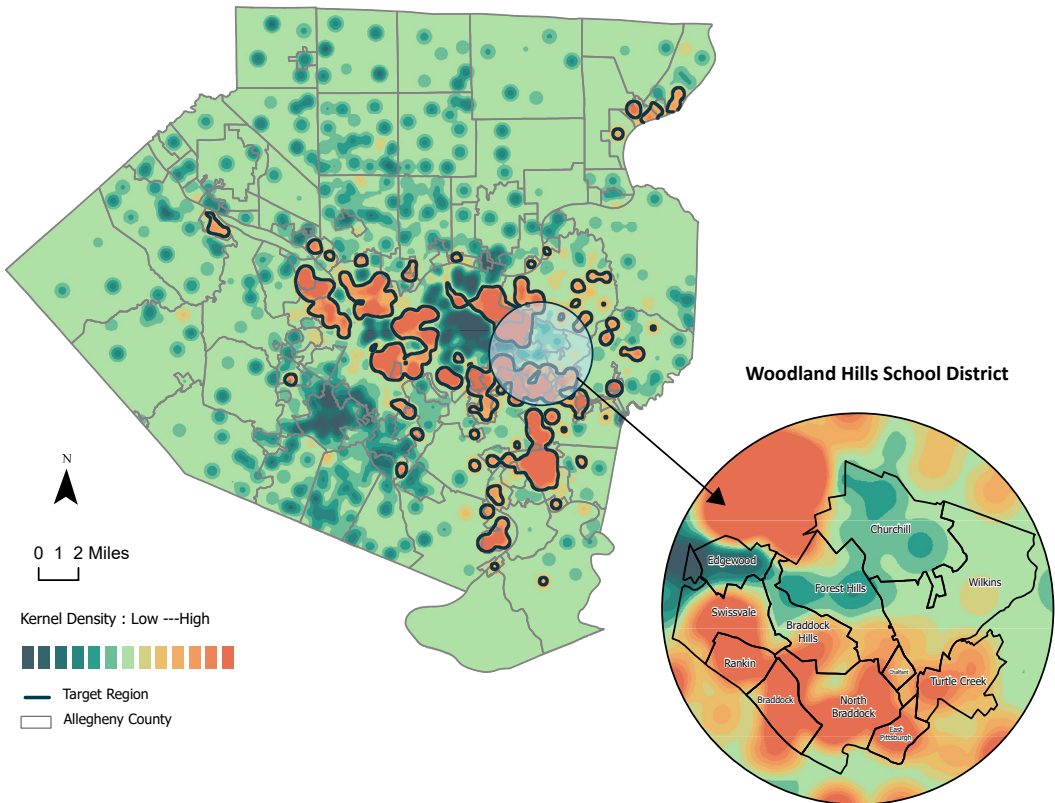 Woodland Hills School District
N
0 1 2 Miles
Kernel Density : Low ---High
Target Region
Allegheny County
Churchill
Edgewood
Forest Hills
Wilkins
Swissvale
Braddock
Hills
Rankin
Chalfant
Turtle Creek
Braddock
North
Braddock
East
Pittsburgh